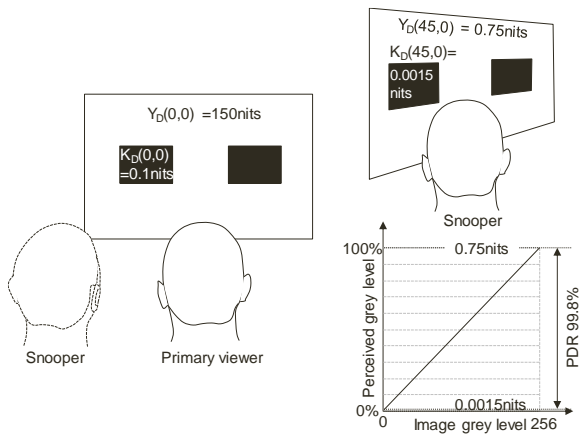 Y_D(0,0) =150nits
K_D(0,0)
=0.1nits
Snooper
Primary viewer
Y_D(45,0) = 0.75nits
K_D(45,0)=
0.0015
nits
Snooper
100%
0.75nits
Perceived grey level
PDR 99.8%
0.0015nits
0%
0
Image grey level 256